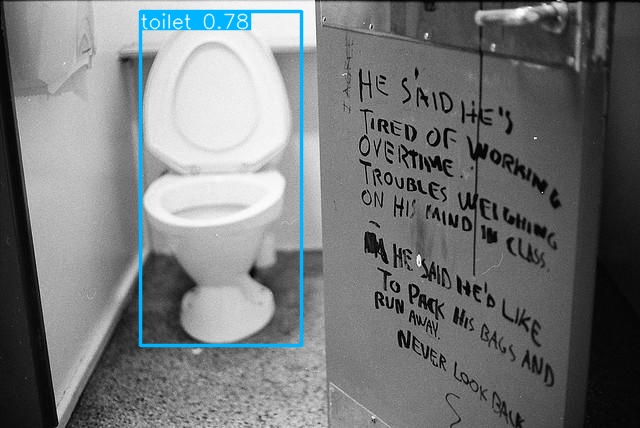 toilet 0.78
HE SAID HE'S
TIRED OF WORKING
OVERTIME.
TROUBLES WEIGHING
ON HIS MIND IN CLASS.
HE SAID HE'D LIKE
TO PACK HIS BAGS AND
RUN AWAY.
NEVER LOOK BACK